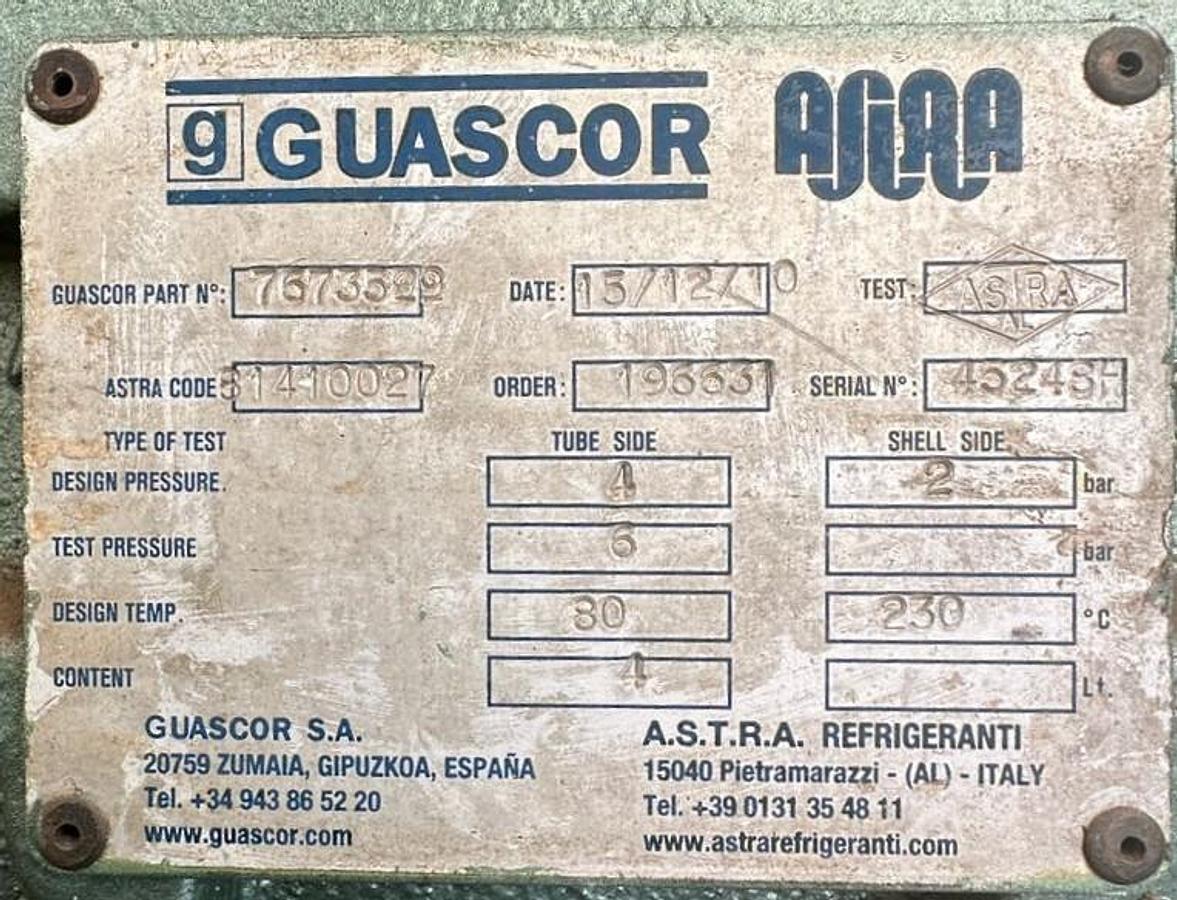 g GUASCOR ASTRA
GUASCOR PART N°: 7673522 DATE: 15/12/10 TEST: ASTRA AL
ASTRA CODE 31410027 ORDER: 196631 SERIAL N°: 45243H
TYPE OF TEST TUBE SIDE SHELL SIDE
DESIGN PRESSURE. 4 2 bar
TEST PRESSURE 6 bar
DESIGN TEMP. 80 230 °C
CONTENT 4 Lt.
GUASCOR S.A.
20759 ZUMAIA, GIPUZKOA, ESPAÑA
Tel. +34 943 86 52 20
www.guascor.com
A.S.T.R.A. REFRIGERANTI
15040 Pietramarazzi - (AL) - ITALY
Tel. +39 0131 35 48 11
www.astrarefrigeranti.com